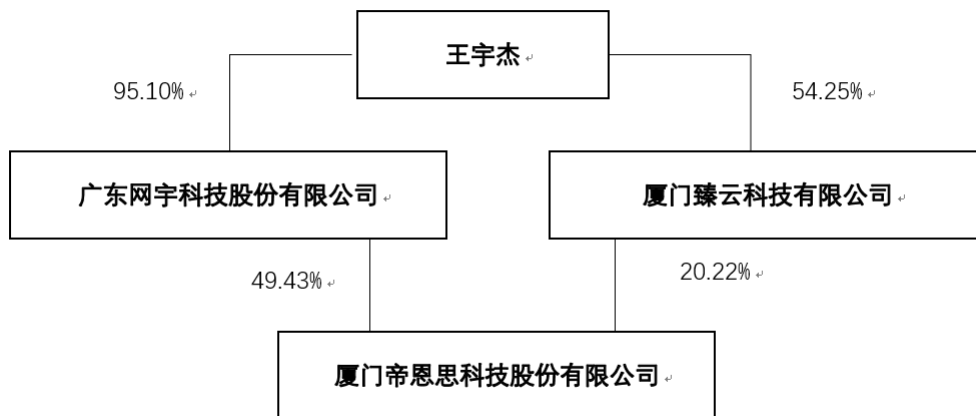 王宇杰
95.10%
54.25%
广东网宇科技股份有限公司
厦门臻云科技有限公司
49.43%
20.22%
厦门帝恩思科技股份有限公司